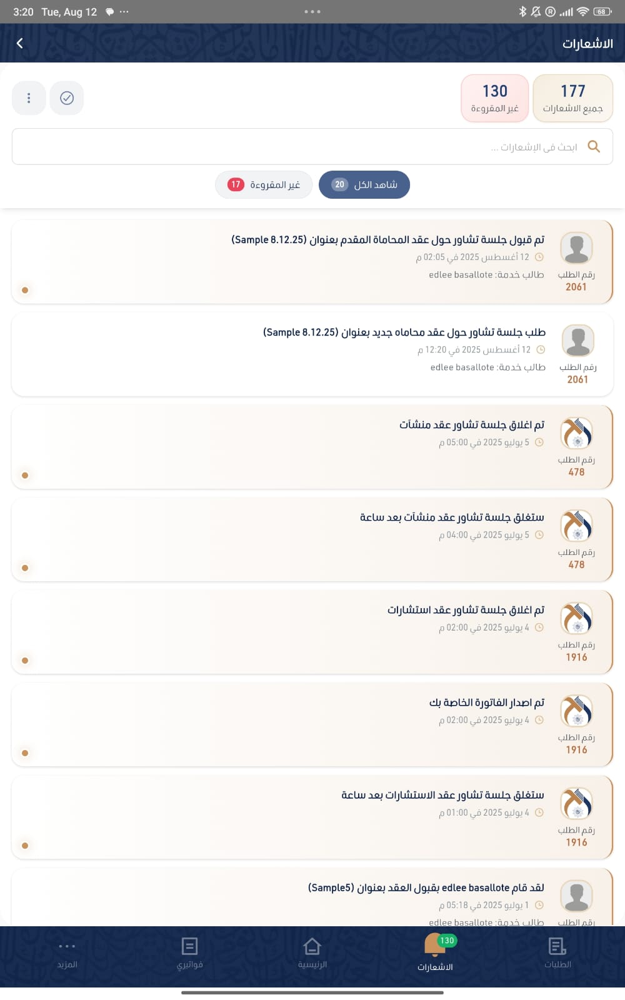 3:20 Tue, Aug 12 ...
68
الاشعارات
177
جميع الاشعارات
130
غير المقروءة
ابحث في الإشعارات ...
شاهد الكل 20
غير المقروءة 17
تم قبول جلسة تشاور حول عقد المحاماة المقدم بعنوان (Sample 8.12.25)
12 أغسطس 2025 في 02:05 م
طالب خدمة: edlee basallote
رقم الطلب
2061
طلب جلسة تشاور حول عقد محاماه جديد بعنوان (Sample 8.12.25)
12 أغسطس 2025 في 12:20 م
طالب خدمة: edlee basallote
رقم الطلب
2061
تم اغلاق جلسة تشاور عقد منشآت
5 يوليو 2025 في 05:00 م
رقم الطلب
478
ستغلق جلسة تشاور عقد منشآت بعد ساعة
5 يوليو 2025 في 04:00 م
رقم الطلب
478
تم اغلاق جلسة تشاور عقد استشارات
4 يوليو 2025 في 02:00 م
رقم الطلب
1916
تم اصدار الفاتورة الخاصة بك
4 يوليو 2025 في 02:00 م
رقم الطلب
1916
ستغلق جلسة تشاور عقد الاستشارات بعد ساعة
4 يوليو 2025 في 01:00 م
رقم الطلب
1916
لقد قام edlee basallote بقبول العقد بعنوان (Sample5)
1 يوليو 2025 في 05:18 م
طالب خدمة: edlee basallote
رقم الطلب
الطلبات
130
الاشعارات
الرئيسية
فواتيري
المزيد